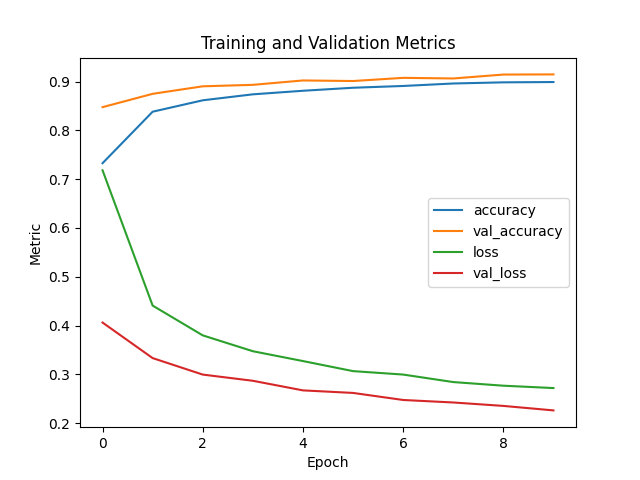 Training and Validation Metrics
0.9
0.8
0.7
0.6
0.5
0.4
0.3
0.2
Metric
accuracy
val_accuracy
loss
val_loss
0 2 4 6 8
Epoch